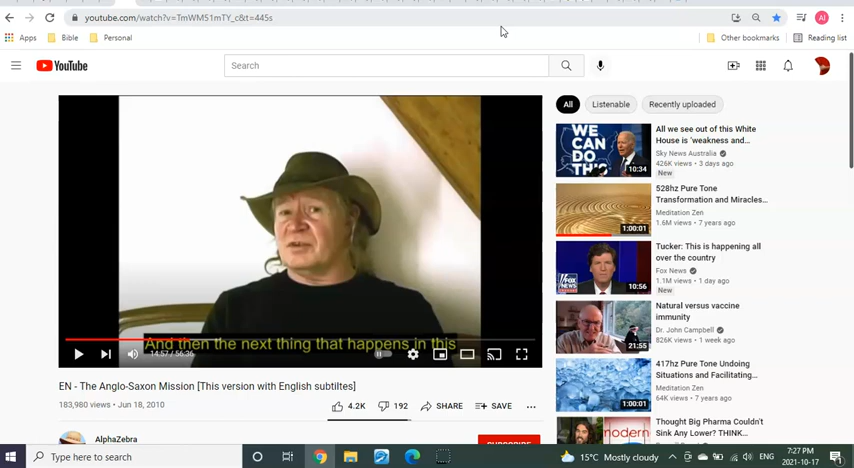 youtube.com/watch?v=TmWM51mTY_c&t=445s
Apps Bible Personal Other bookmarks Reading list
YouTube Search
All Listenable Recently uploaded
WE CAN DO THIS
10:34
All we see out of this White
House is 'weakness and...
Sky News Australia
426K views • 3 days ago
New
1:00:01
528hz Pure Tone
Transformation and Miracles...
Meditation Zen
1.6M views • 7 years ago
FOX NEWS
10:56
Tucker: This is happening all
over the country
Fox News
1.1M views • 1 day ago
New
21:55
Natural versus vaccine
immunity
Dr. John Campbell
826K views • 1 week ago
1:00:01
417hz Pure Tone Undoing
Situations and Facilitating...
Meditation Zen
64K views • 7 years ago
modern
Thought Big Pharma Couldn't
Sink Any Lower? THINK...
And then the next thing that happens in this
14:57 / 56:36
EN - The Anglo-Saxon Mission [This version with English subtiltes]
183,980 views • Jun 18, 2010
4.2K 192 SHARE SAVE
AlphaZebra
SUBSCRIBE
Type here to search
15°C Mostly cloudy ENG 7:27 PM
2021-10-17